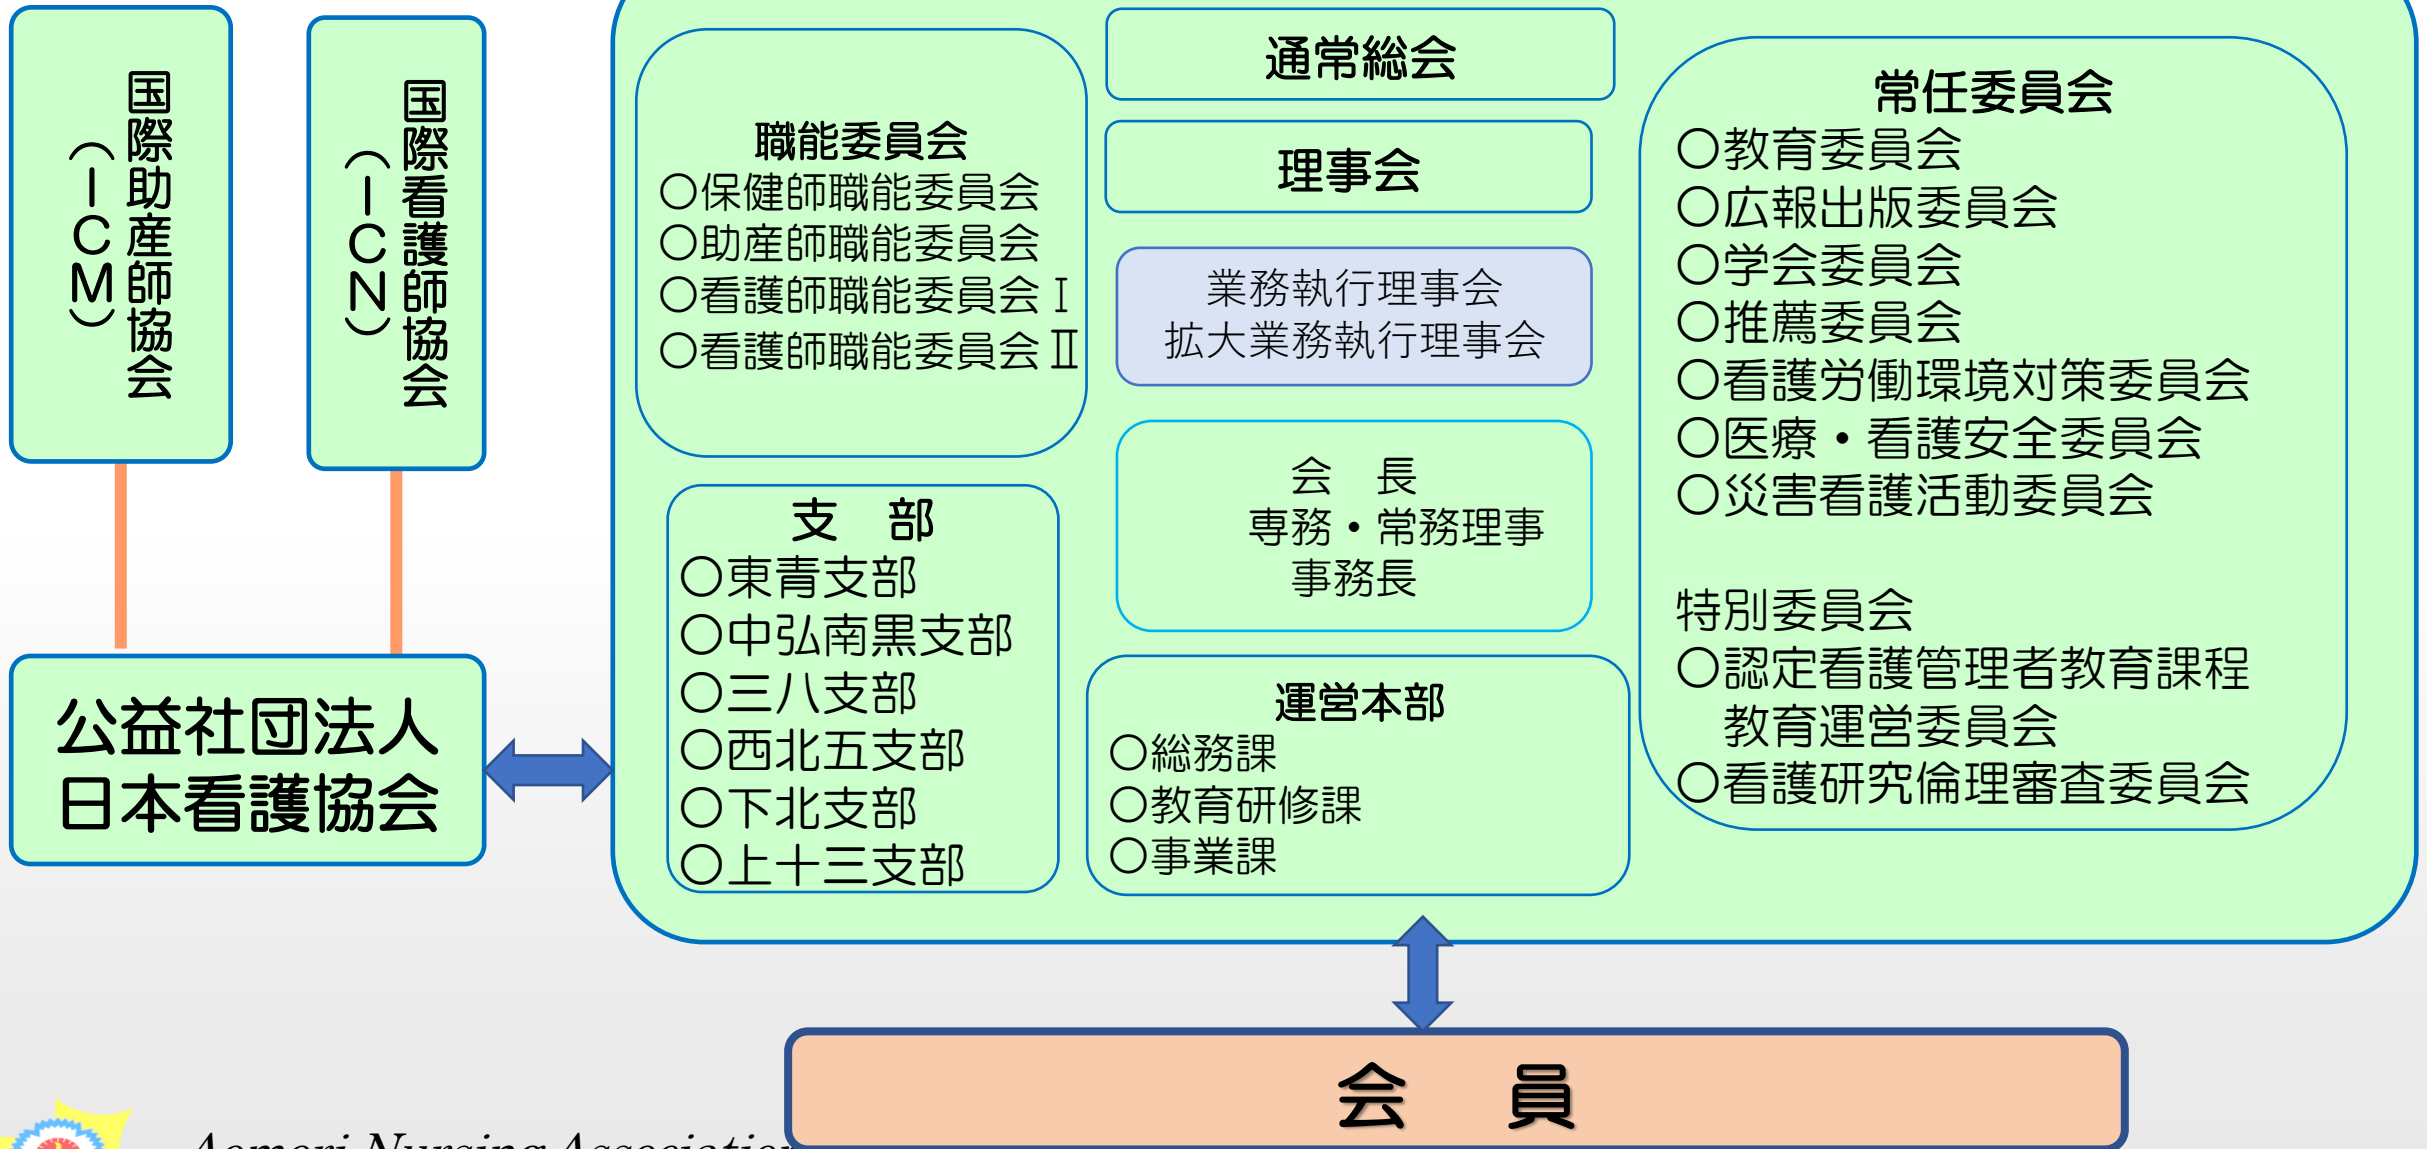 国際助産師協会
（ＩＣＭ）
国際看護師協会
（ＩＣＮ）
公益社団法人
日本看護協会
職能委員会
○保健師職能委員会
○助産師職能委員会
○看護師職能委員会Ⅰ
○看護師職能委員会Ⅱ
支　部
○東青支部
○中弘南黒支部
○三八支部
○西北五支部
○下北支部
○上十三支部
通常総会
理事会
業務執行理事会
拡大業務執行理事会
会　長
専務・常務理事
事務長
運営本部
○総務課
○教育研修課
○事業課
常任委員会
○教育委員会
○広報出版委員会
○学会委員会
○推薦委員会
○看護労働環境対策委員会
○医療・看護安全委員会
○災害看護活動委員会
特別委員会
○認定看護管理者教育課程
教育運営委員会
○看護研究倫理審査委員会
会　員
Aomori Nursing Association